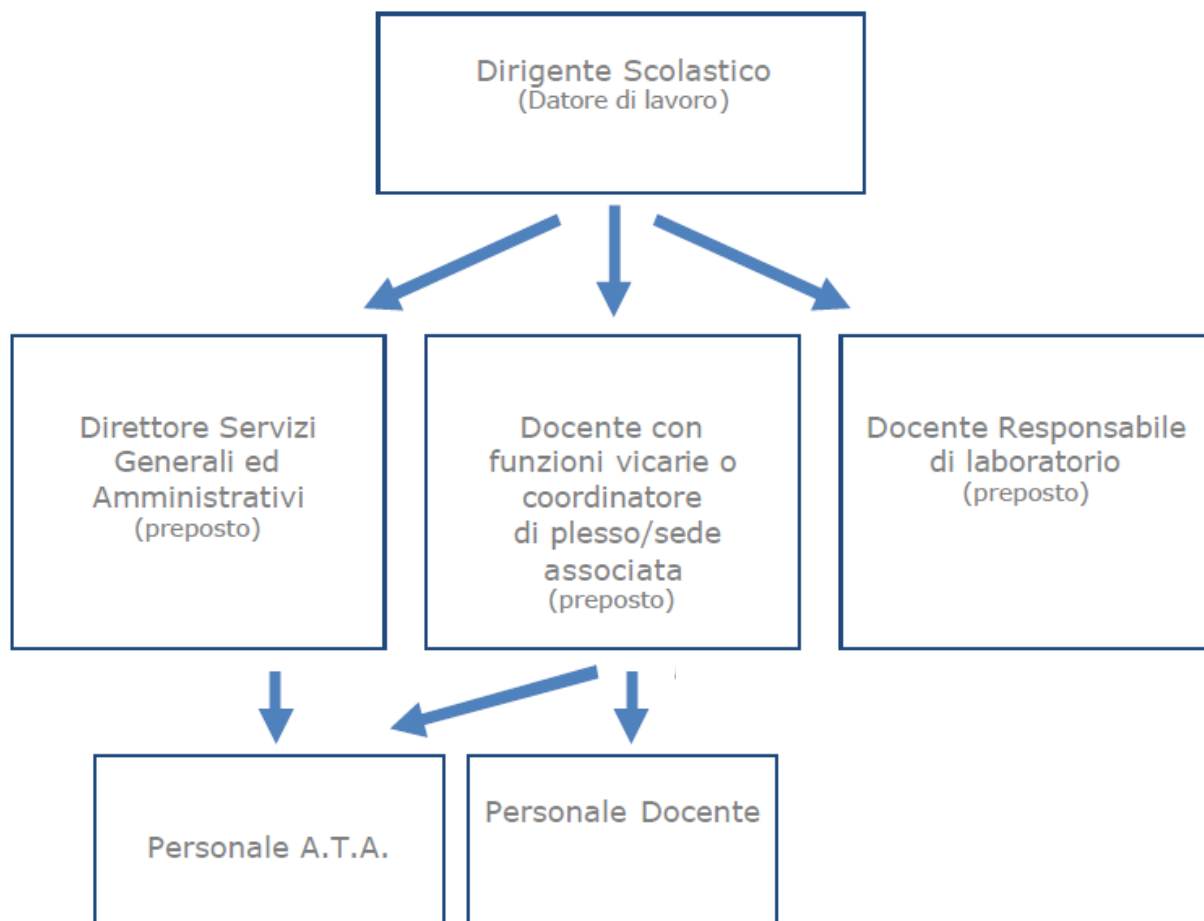 Dirigente Scolastico
(Datore di lavoro)
Direttore Servizi
Generali ed
Amministrativi
(preposto)
Docente con
funzioni vicarie o
coordinatore
di plesso/sede
associata
(preposto)
Docente Responsabile
di laboratorio
(preposto)
Personale A.T.A.
Personale Docente